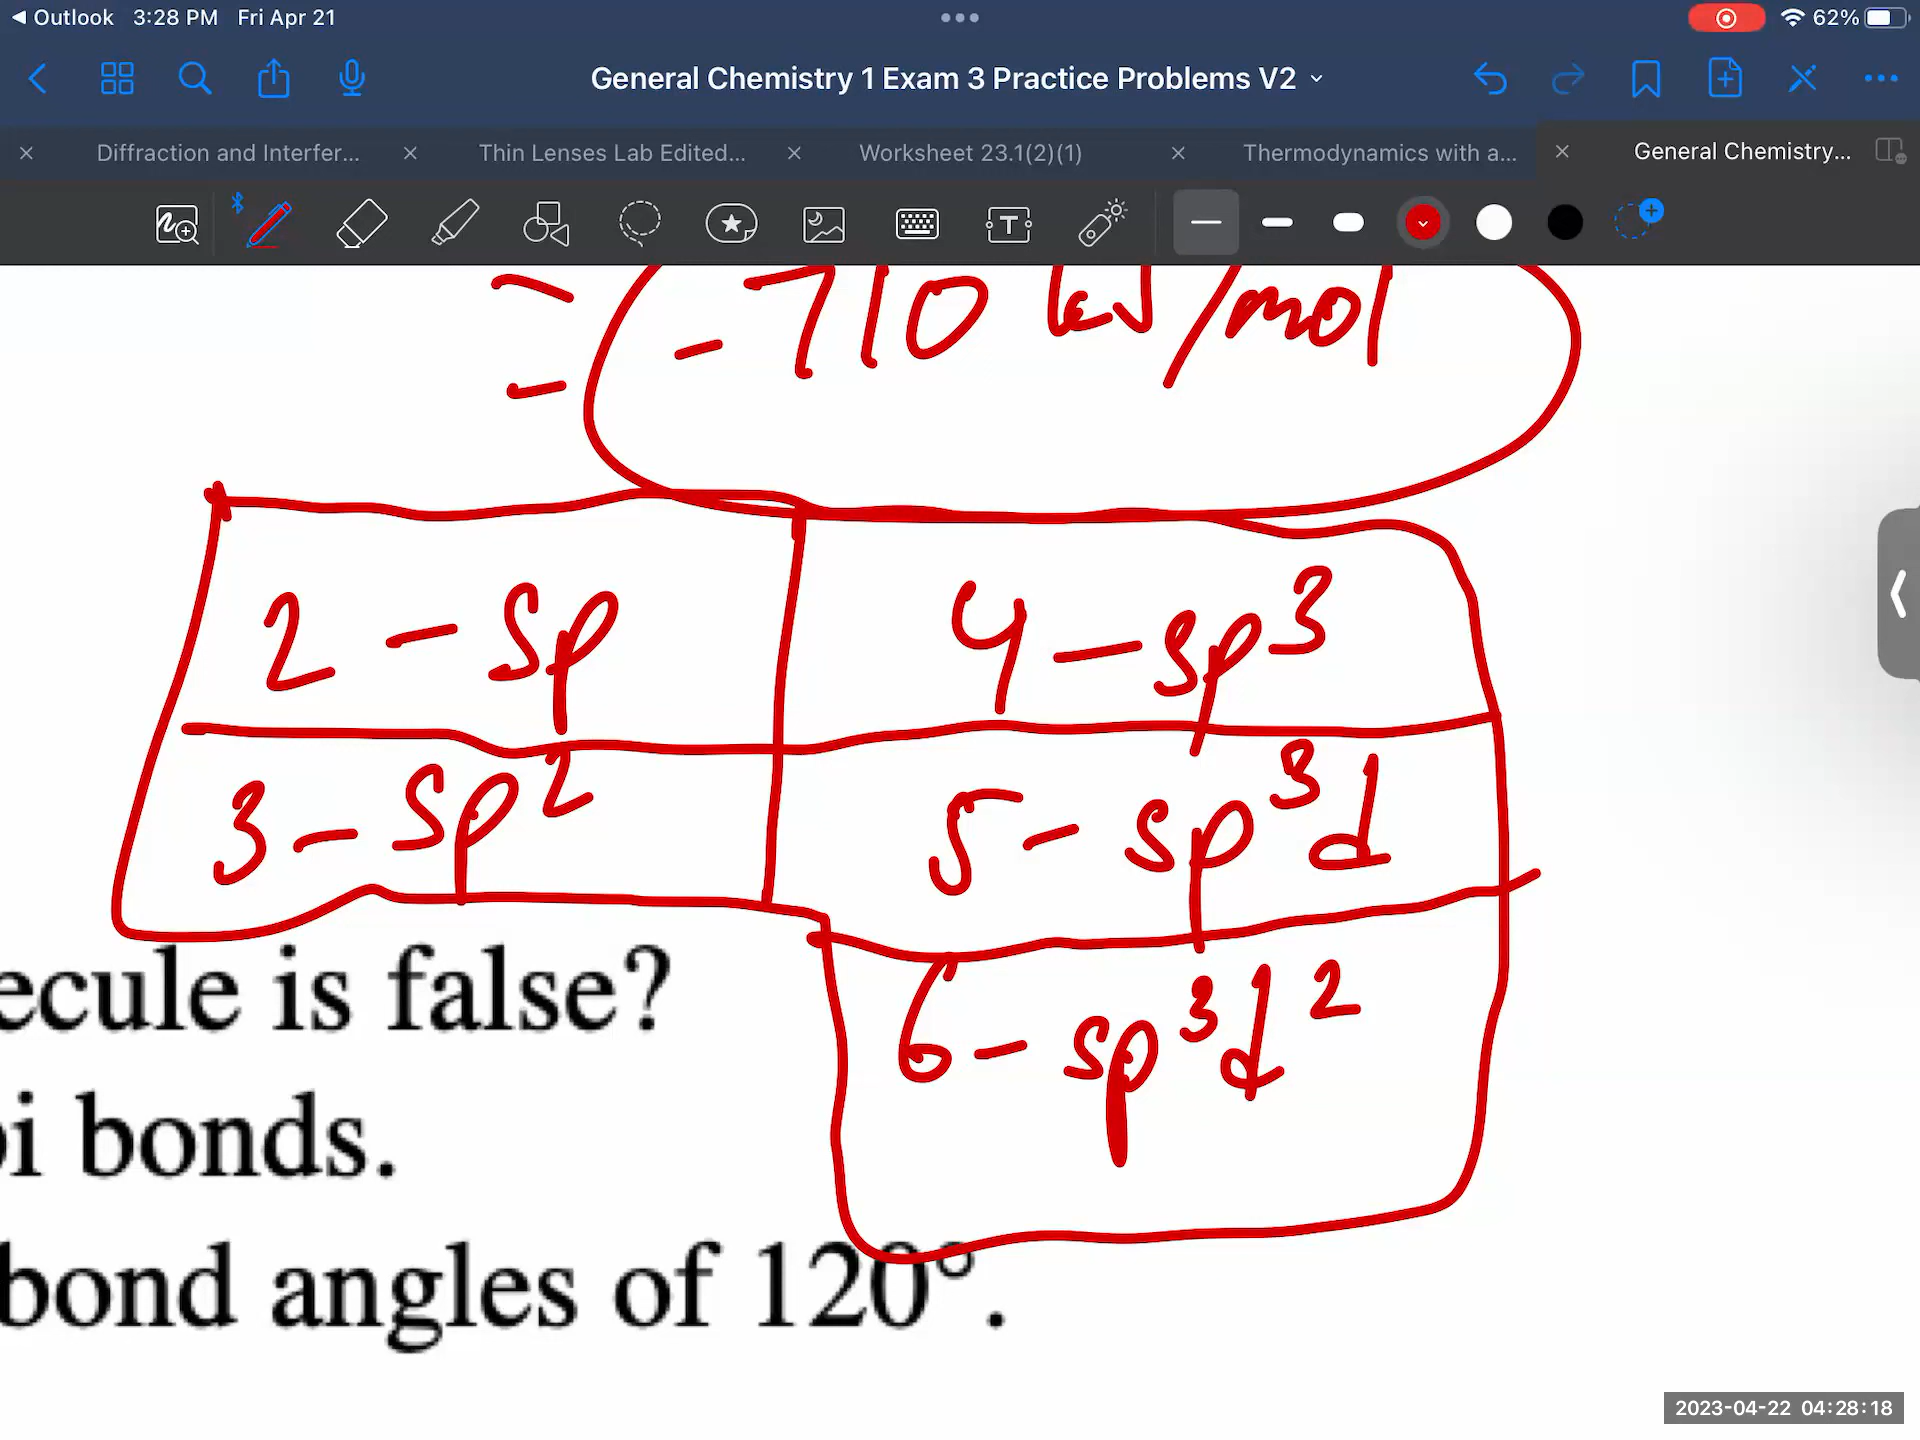 Outlook 3:28 PM Fri Apr 21
62%
General Chemistry 1 Exam 3 Practice Problems V2
Diffraction and Interfer...
Thin Lenses Lab Edited...
Worksheet 23.1(2)(1)
Thermodynamics with a...
General Chemistry...
= -710 kJ/mol
2 - sp
4 - sp³
3 - sp²
5 - sp³d
6 - sp³d²
ecule is false?
pi bonds.
bond angles of 120°.
2023-04-22 04:28:18